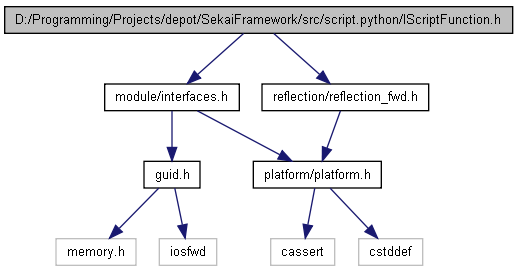 D:/Programming/Projects/depot/SekaiFramework/src/script.python/IScriptFunction.h
module/interfaces.h
reflection/reflection_fwd.h
guid.h
platform/platform.h
memory.h
iosfwd
cassert
cstddef